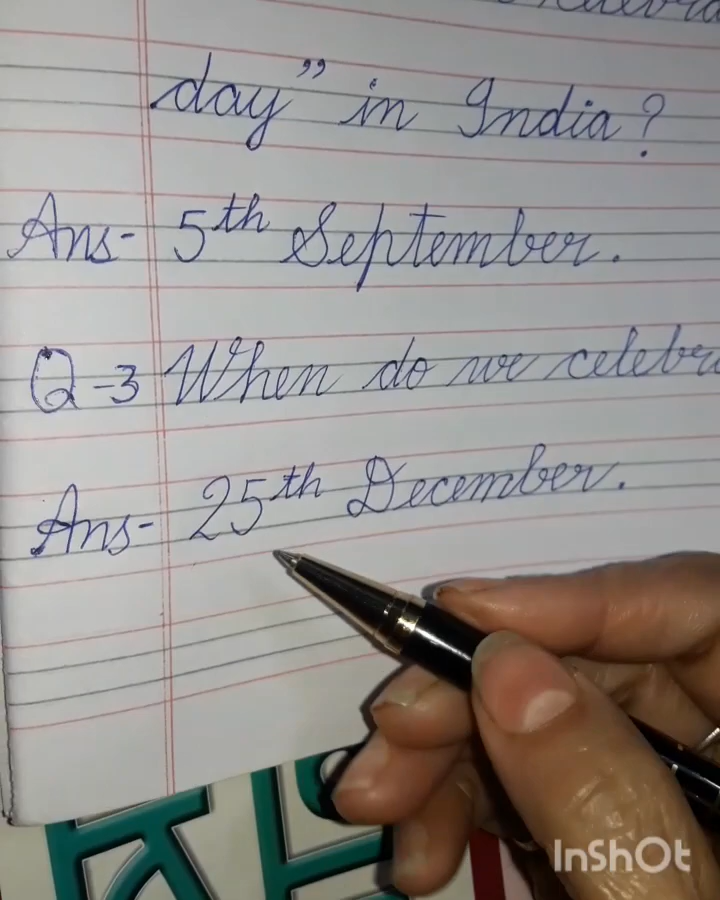 day" in India?
Ans- 5th September.
Q-3 When do we
Ans- 25th December.
InShOt